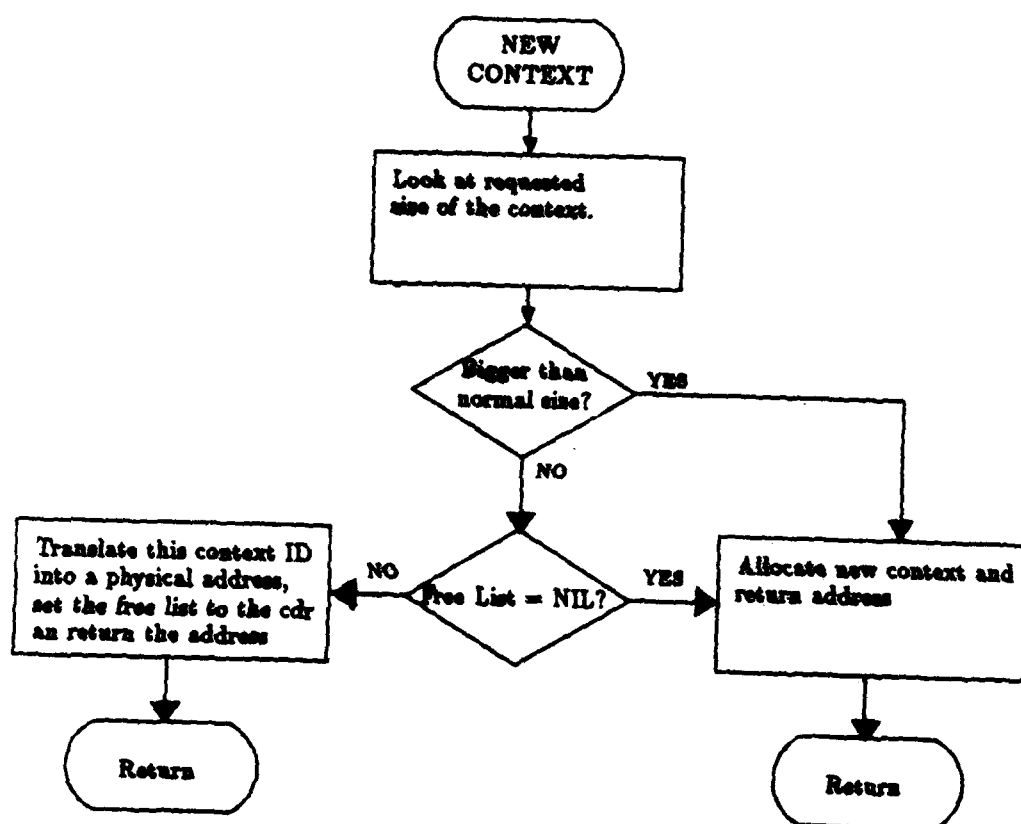 NEW
CONTEXT
Look at requested
size of the context.
Bigger than
normal size?
YES
NO
Translate this context ID
into a physical address,
set the free list to the cdr
an return the address
NO
Free List = NIL?
YES
Allocate new context and
return address
Return
Return